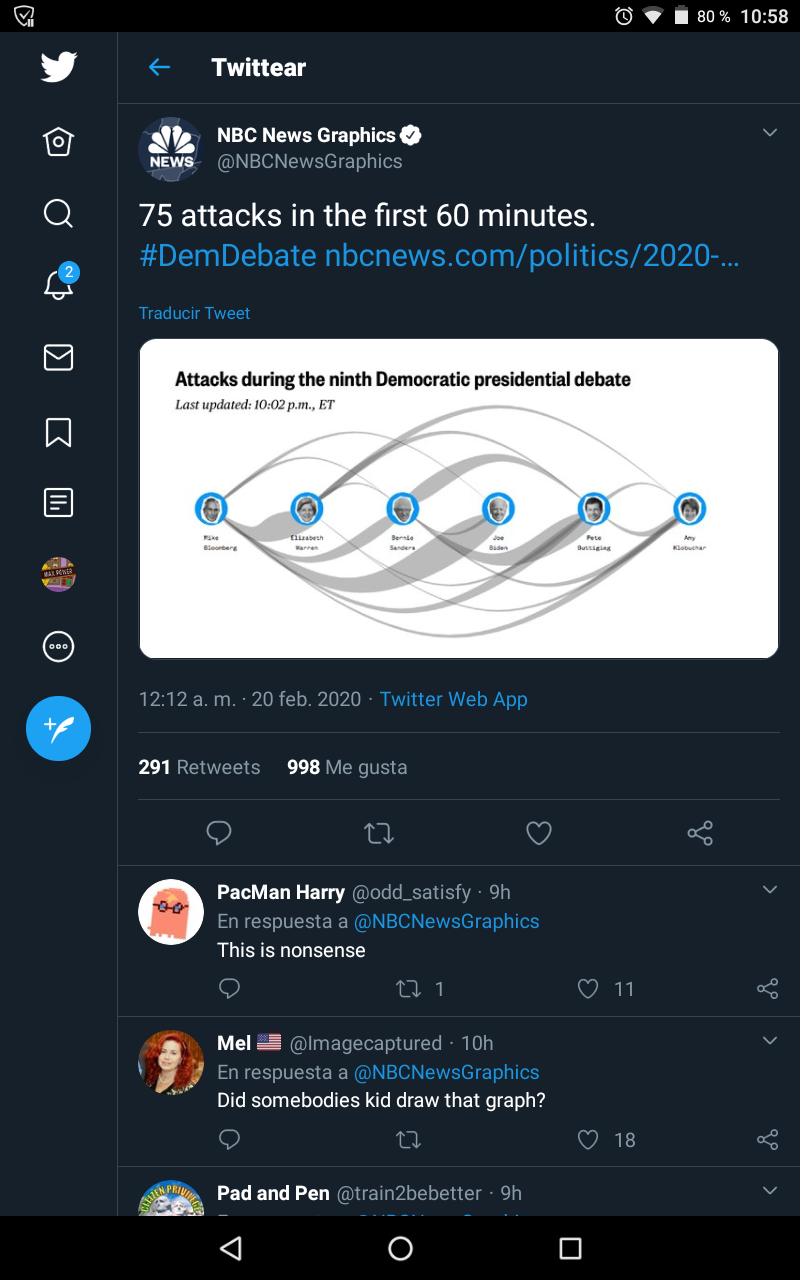 80 % 10:58
Twittear
NEWS
NBC News Graphics
@NBCNewsGraphics
75 attacks in the first 60 minutes.
#DemDebate nbcnews.com/politics/2020-…
2
Traducir Tweet
Attacks during the ninth Democratic presidential debate
Last updated: 10:02 p.m., ET
Mike Bloomberg
Elizabeth Warren
Bernie Sanders
Joe Biden
Pete Buttigieg
Amy Klobuchar
MAX POWER
12:12 a. m. · 20 feb. 2020 · Twitter Web App
291 Retweets 998 Me gusta
PacMan Harry @odd_satisfy · 9h
En respuesta a @NBCNewsGraphics
This is nonsense
1 11
Mel @Imagecaptured · 10h
En respuesta a @NBCNewsGraphics
Did somebodies kid draw that graph?
18
Pad and Pen @train2bebetter · 9h